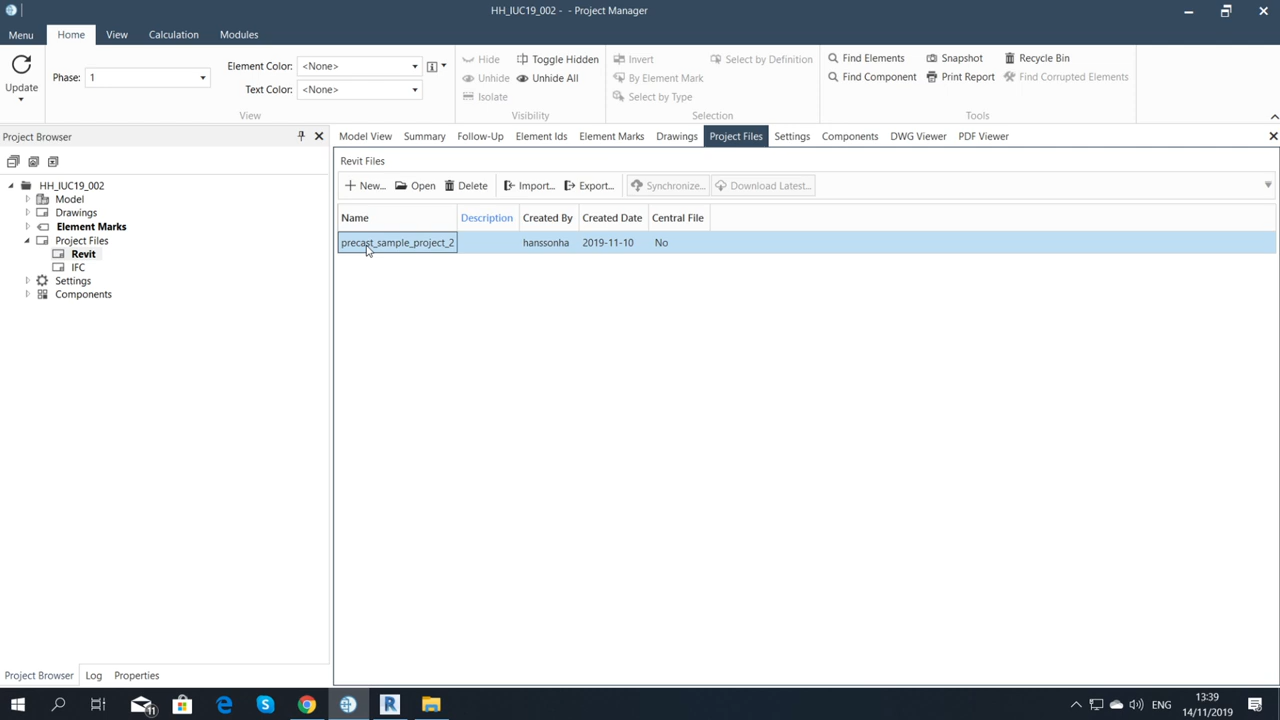 HH_IUC19_002 - - Project Manager
Menu Home View Calculation Modules
Update
Phase: 1
Element Color: <None>
Text Color: <None>
View
Hide Toggle Hidden
Unhide Unhide All
Isolate
Visibility
Invert Select by Definition
By Element Mark
Select by Type
Selection
Find Elements Snapshot Recycle Bin
Find Component Print Report Find Corrupted Elements
Tools
Project Browser
HH_IUC19_002
Model
Drawings
Element Marks
Project Files
Revit
IFC
Settings
Components
Model View Summary Follow-Up Element Ids Element Marks Drawings Project Files Settings Components DWG Viewer PDF Viewer
Revit Files
New... Open Delete Import... Export... Synchronize... Download Latest...
Name Description Created By Created Date Central File
precast_sample_project_2 hanssonha 2019-11-10 No
Project Browser Log Properties
11
R
ENG
13:39
14/11/2019